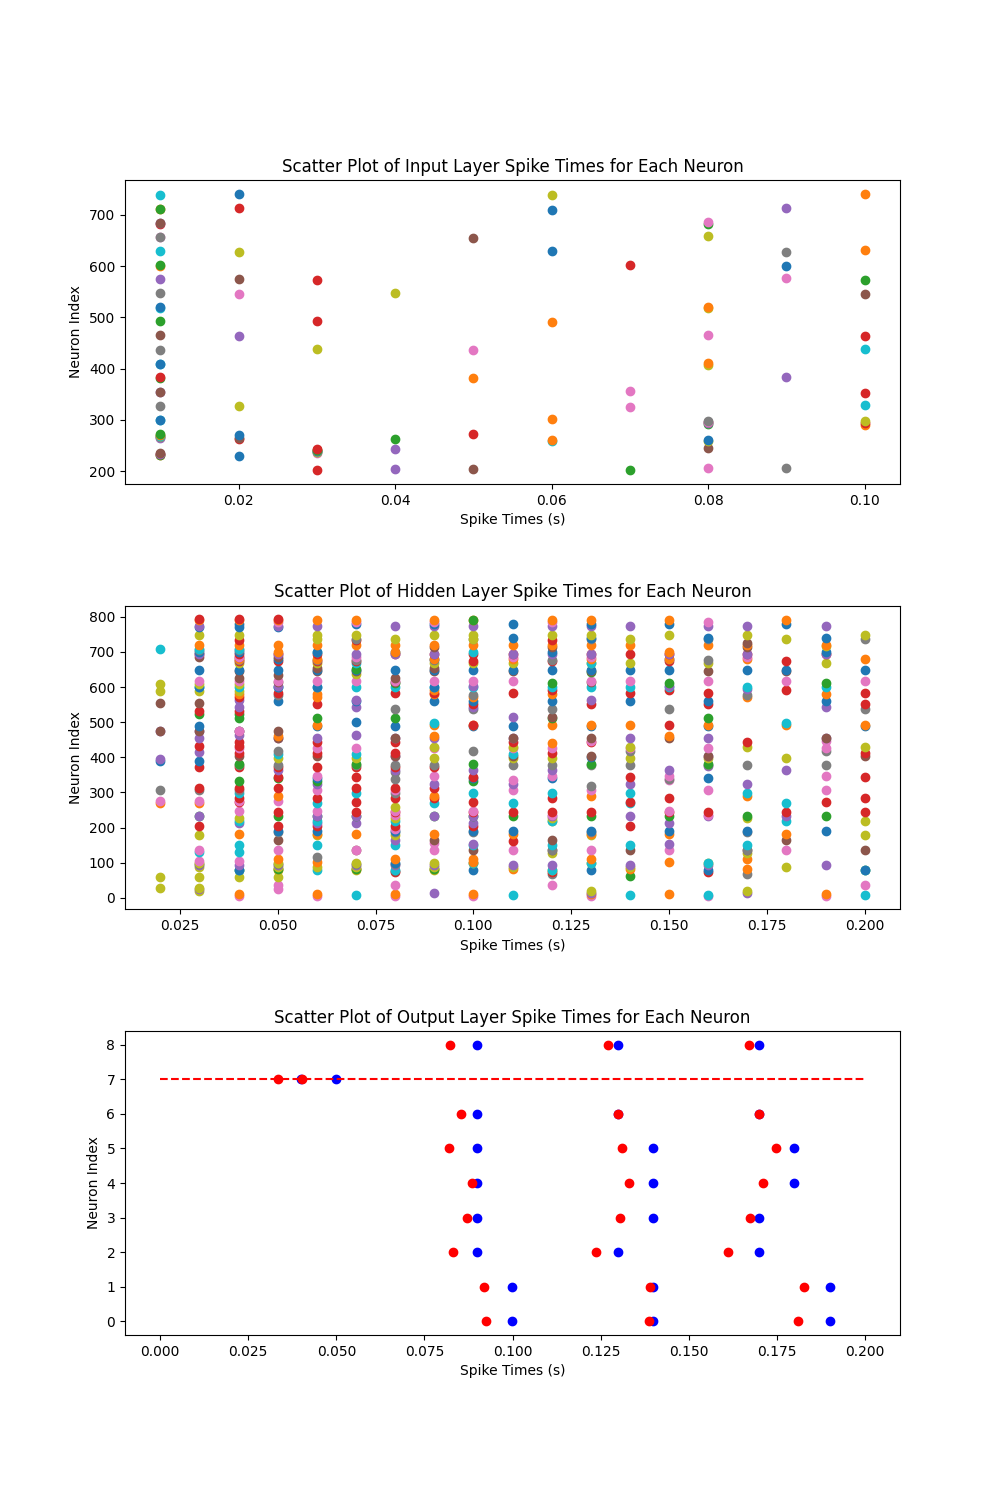 Scatter Plot of Input Layer Spike Times for Each Neuron
700
600
500
400
300
200
Neuron Index
0.02 0.04 0.06 0.08 0.10
Spike Times (s)
Scatter Plot of Hidden Layer Spike Times for Each Neuron
800
700
600
500
400
300
200
100
0
Neuron Index
0.025 0.050 0.075 0.100 0.125 0.150 0.175 0.200
Spike Times (s)
Scatter Plot of Output Layer Spike Times for Each Neuron
8
7
6
5
4
3
2
1
0
Neuron Index
0.000 0.025 0.050 0.075 0.100 0.125 0.150 0.175 0.200
Spike Times (s)